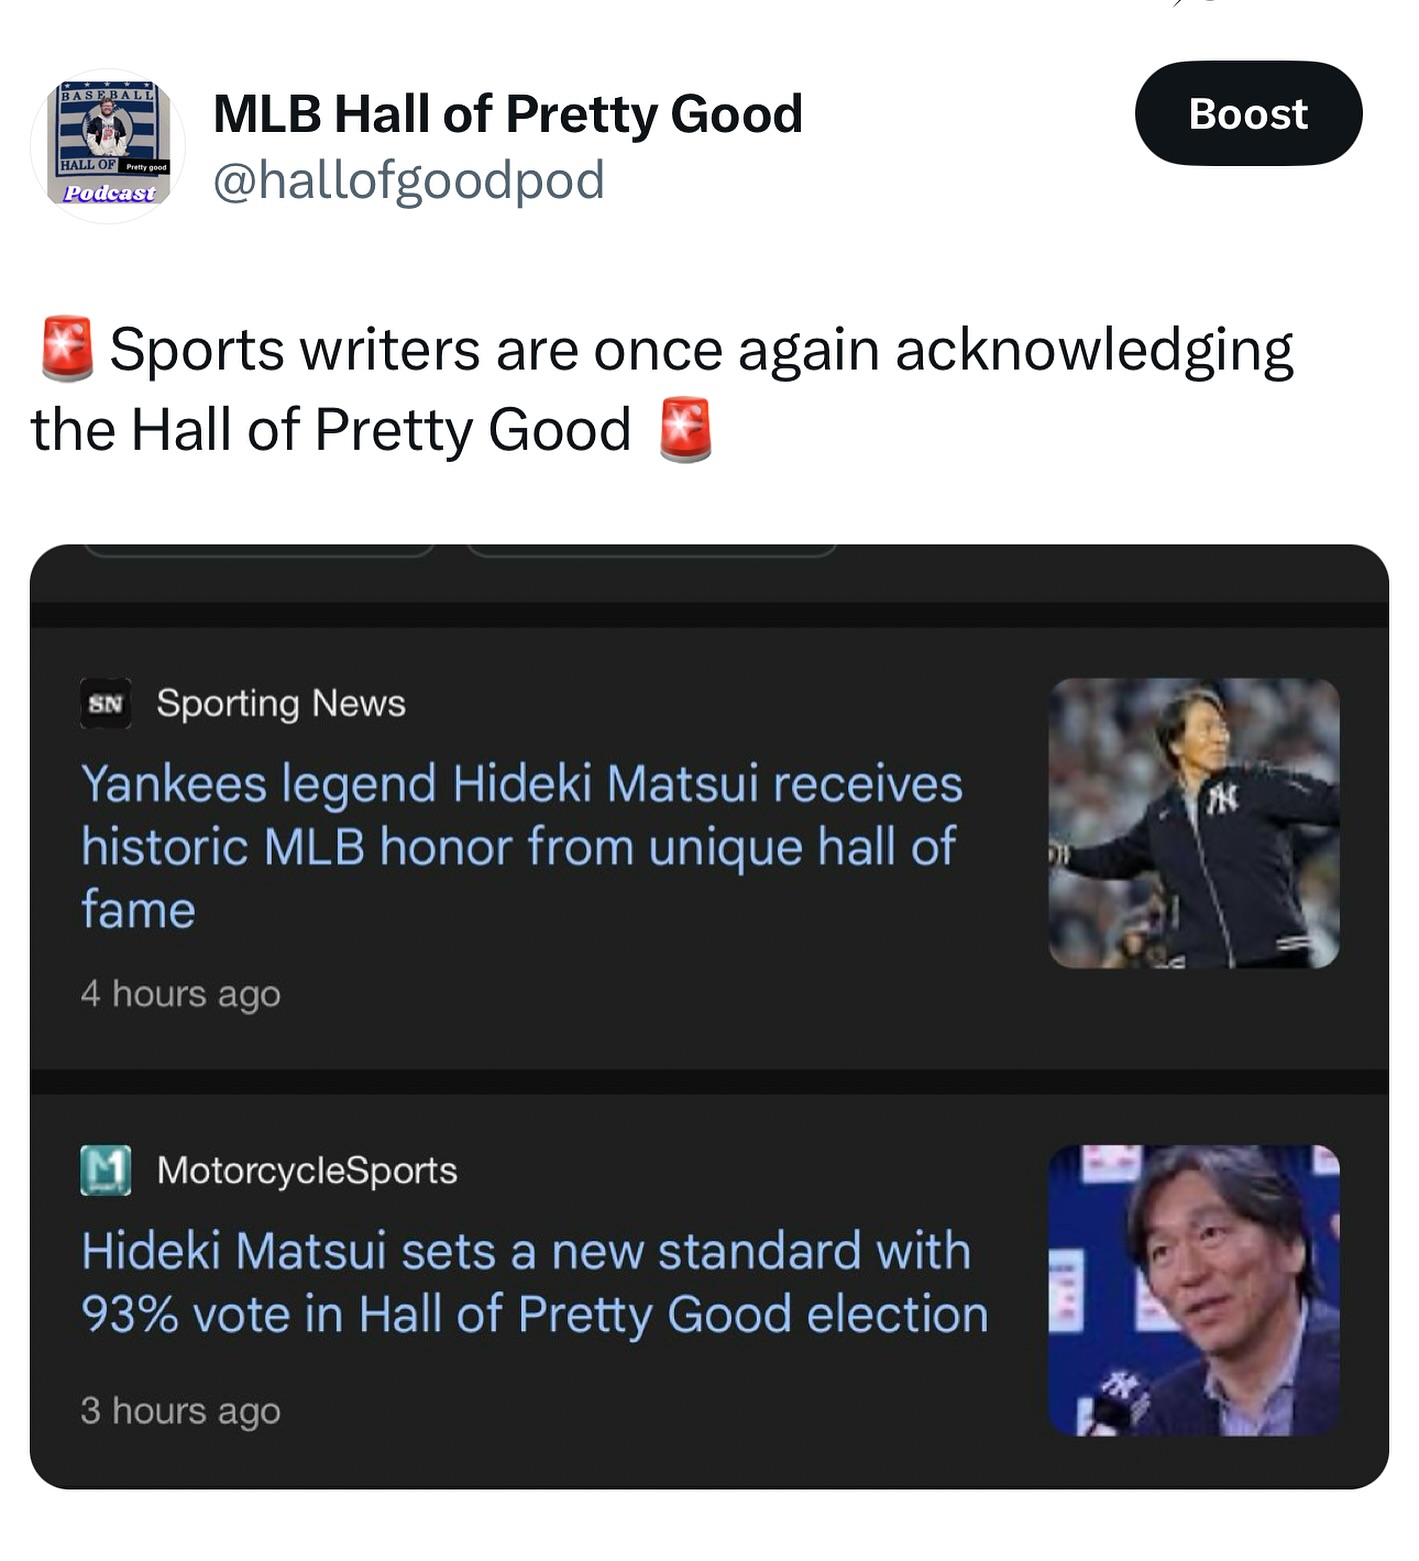 BASEBALL
HALL OF
Pretty good
Podcast
MLB Hall of Pretty Good
@hallofgoodpod
Boost
🚨 Sports writers are once again acknowledging
the Hall of Pretty Good 🚨
SN
Sporting News
Yankees legend Hideki Matsui receives
historic MLB honor from unique hall of
fame
4 hours ago
MotorcycleSports
Hideki Matsui sets a new standard with
93% vote in Hall of Pretty Good election
3 hours ago